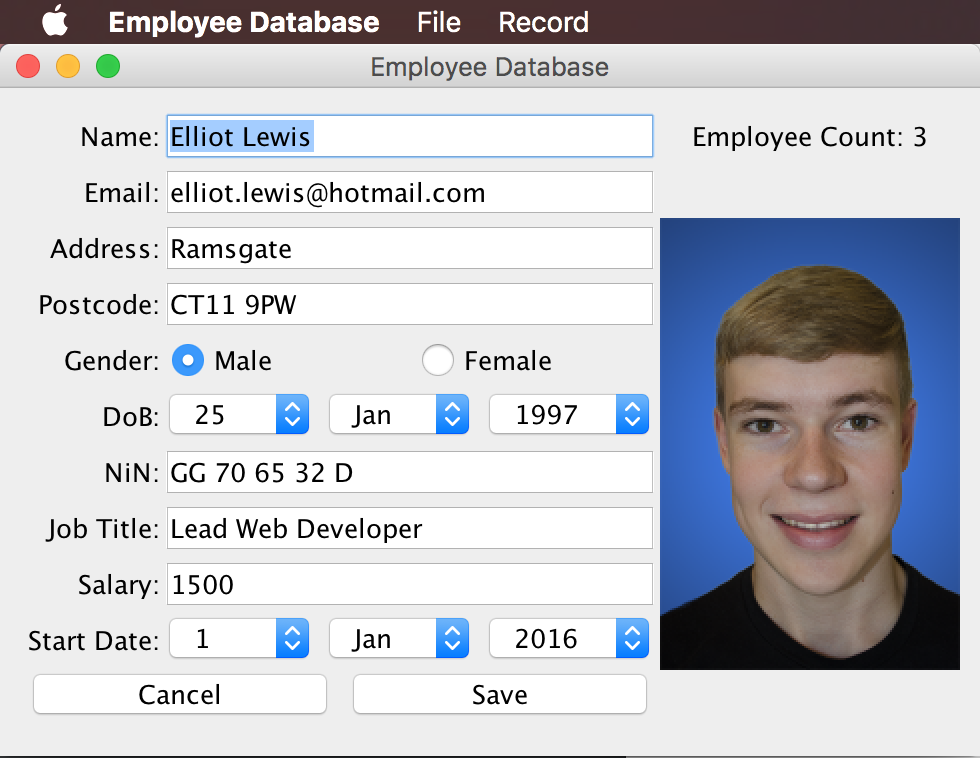 Employee Database File Record
Employee Database
Name: Elliot Lewis Employee Count: 3
Email: elliot.lewis@hotmail.com
Address: Ramsgate
Postcode: CT11 9PW
Gender: Male Female
DoB: 25 Jan 1997
NiN: GG 70 65 32 D
Job Title: Lead Web Developer
Salary: 1500
Start Date: 1 Jan 2016
Cancel Save